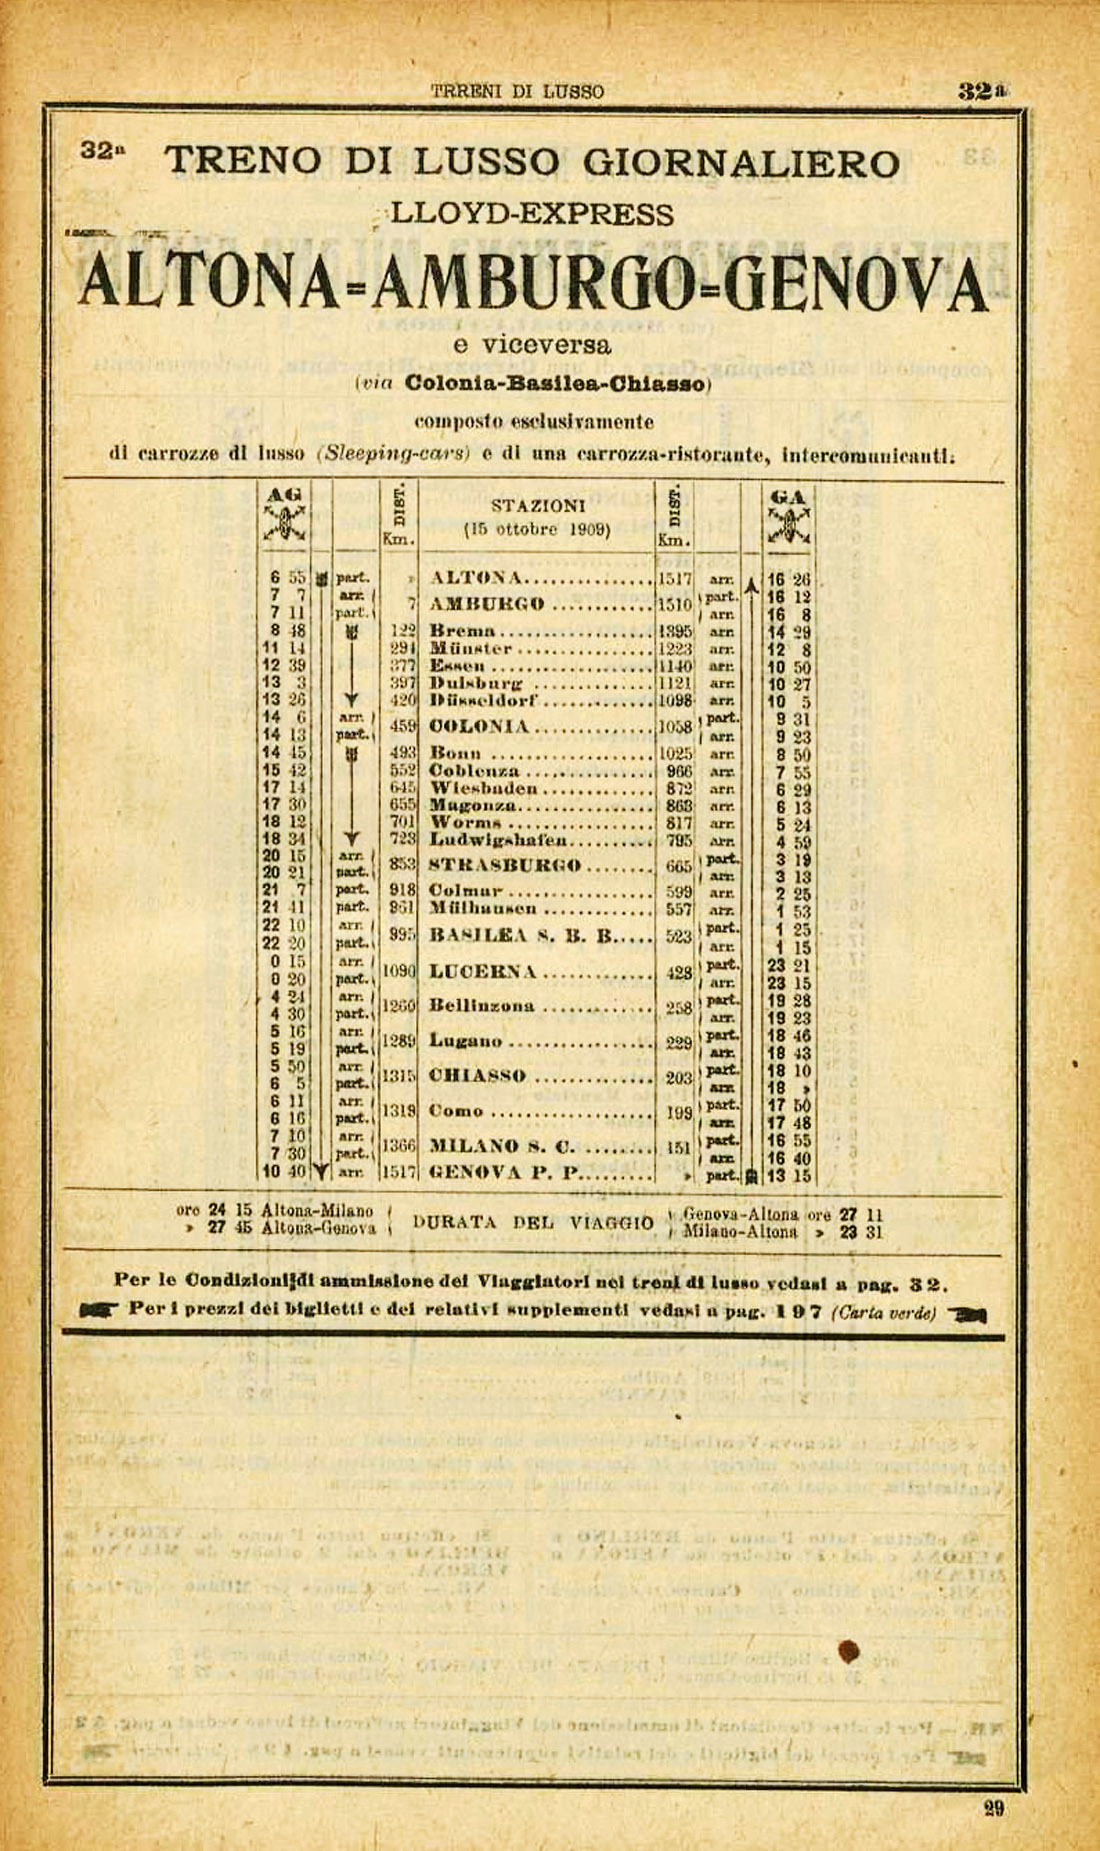 TRRENI DI LUSSO
32ª
32ª TRENO DI LUSSO GIORNALIERO
LLOYD-EXPRESS
ALTONA=AMBURGO=GENOVA
e viceversa
(via Colonia-Basilea-Chiasso)
composto esclusivamente
di carrozze di lusso (Sleeping-cars) e di una carrozza-ristorante, intercomunicanti.
AG DIST. Km. STAZIONI (15 ottobre 1909) DIST. Km. GA
6 55 part. » ALTONA 1517 arr. 16 26
7 7 arr. 7 AMBURGO 1510 part. 16 12
7 11 part. arr. 16 8
8 48 122 Brema 1395 arr. 14 29
11 14 291 Münster 1223 arr. 12 8
12 39 377 Essen 1140 arr. 10 50
13 3 397 Duisburg 1121 arr. 10 27
13 26 420 Düsseldorf 1098 arr. 10 5
14 6 arr. 459 COLONIA 1058 part. 9 31
14 13 part. arr. 9 23
14 45 493 Bonn 1025 arr. 8 50
15 42 552 Coblenza 966 arr. 7 55
17 14 645 Wiesbaden 872 arr. 6 29
17 30 655 Magonza 863 arr. 6 13
18 12 701 Worms 817 arr. 5 24
18 34 723 Ludwigshafen 795 arr. 4 59
20 15 arr. 853 STRASBURGO 665 part. 3 19
20 21 part. arr. 3 13
21 7 part. 918 Colmar 599 arr. 2 25
21 41 part. 961 Mülhausen 557 arr. 1 53
22 10 arr. 995 BASILEA S. B. B. 523 part. 1 25
22 20 part. arr. 1 15
0 15 arr. 1090 LUCERNA 428 part. 23 21
0 20 part. arr. 23 15
4 24 arr. 1260 Bellinzona 258 part. 19 28
4 30 part. arr. 19 23
5 16 arr. 1289 Lugano 229 part. 18 46
5 19 part. arr. 18 43
5 50 arr. 1315 CHIASSO 203 part. 18 10
6 5 part. arr. 18 »
6 11 arr. 1319 Como 199 part. 17 50
6 16 part. arr. 17 48
7 10 arr. 1366 MILANO S. C. 151 part. 16 55
7 30 part. arr. 16 40
10 40 arr. 1517 GENOVA P. P. » part. 13 15
ore 24 15 Altona-Milano
» 27 45 Altona-Genova
DURATA DEL VIAGGIO
Genova-Altona ore 27 11
Milano-Altona » 23 31
Per le Condizioni di ammissione dei Viaggiatori nei treni di lusso vedasi a pag. 32.
Per i prezzi dei biglietti e dei relativi supplementi vedasi a pag. 197 (Carta verde)
29